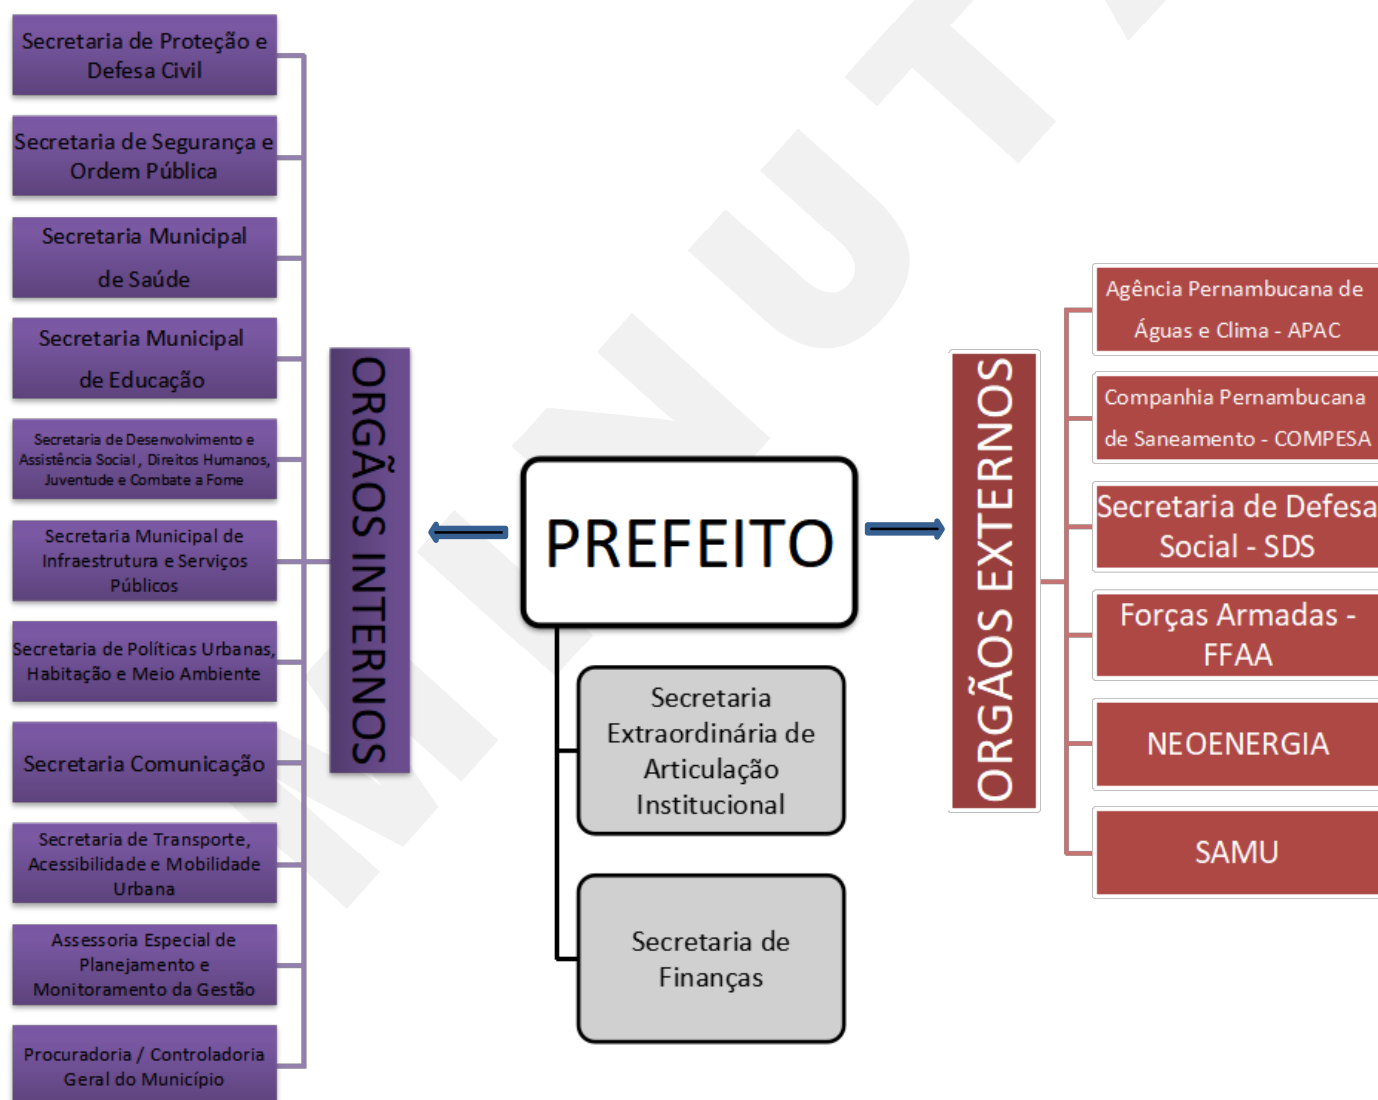 Secretaria de Proteção e
Defesa Civil
Secretaria de Segurança e
Ordem Pública
Secretaria Municipal
de Saúde
Secretaria Municipal
de Educação
Secretaria de Desenvolvimento e
Assistência Social , Direitos Humanos,
Juventude e Combate a Fome
Secretaria Municipal de
Infraestrutura e Serviços
Públicos
Secretaria de Políticas Urbanas,
Habitação e Meio Ambiente
Secretaria Comunicação
Secretaria de Transporte,
Acessibilidade e Mobilidade
Urbana
Assessoria Especial de
Planejamento e
Monitoramento da Gestão
Procuradoria / Controladoria
Geral do Município
ORGÃOS INTERNOS
PREFEITO
Secretaria
Extraordinária de
Articulação
Institucional
Secretaria de
Finanças
ORGÃOS EXTERNOS
Agência Pernambucana de
Águas e Clima - APAC
Companhia Pernambucana
de Saneamento - COMPESA
Secretaria de Defesa
Social - SDS
Forças Armadas -
FFAA
NEOENERGIA
SAMU
MINUTA